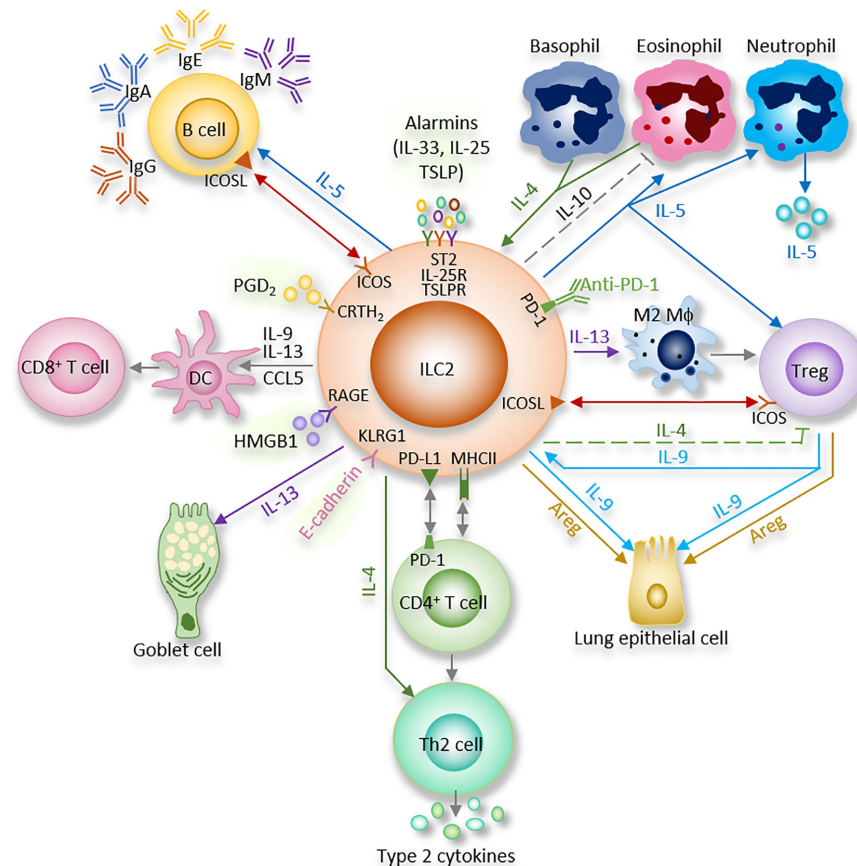 Basophil
Eosinophil
Neutrophil
IgE
IgM
IgA
B cell
IgG
ICOSL
Alarmins
(IL-33, IL-25
TSLP)
IL-5
IL-4
IL-10
IL-5
IL-5
ICOS
ST2
IL-25R
TSLPR
PGD₂
CRTH₂
PD-1
Anti-PD-1
M2 Mϕ
IL-13
IL-9
IL-13
CCL5
CD8⁺ T cell
DC
ILC2
Treg
RAGE
ICOSL
ICOS
HMGB1
KLRG1
PD-L1
MHCII
IL-4
IL-9
E-cadherin
IL-13
IL-9
Areg
IL-9
Areg
PD-1
IL-4
CD4⁺ T cell
Goblet cell
Lung epithelial cell
Th2 cell
Type 2 cytokines